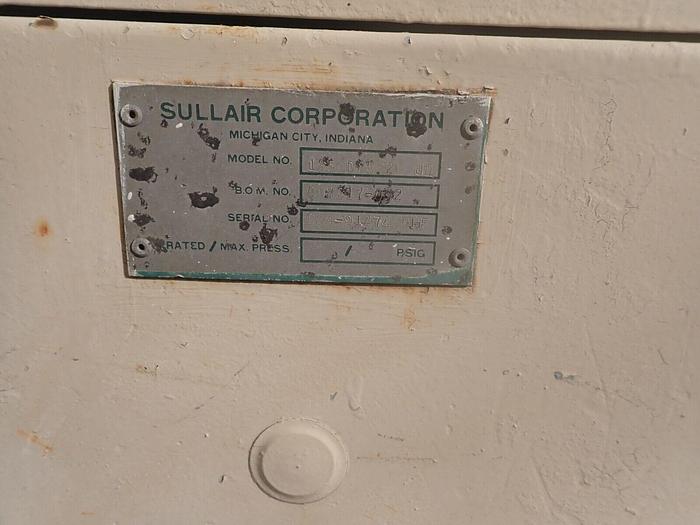 SULLAIR CORPORATION
MICHIGAN CITY, INDIANA
MODEL NO.
B.O.M. NO.
SERIAL NO.
RATED / MAX. PRESS. / PSIG